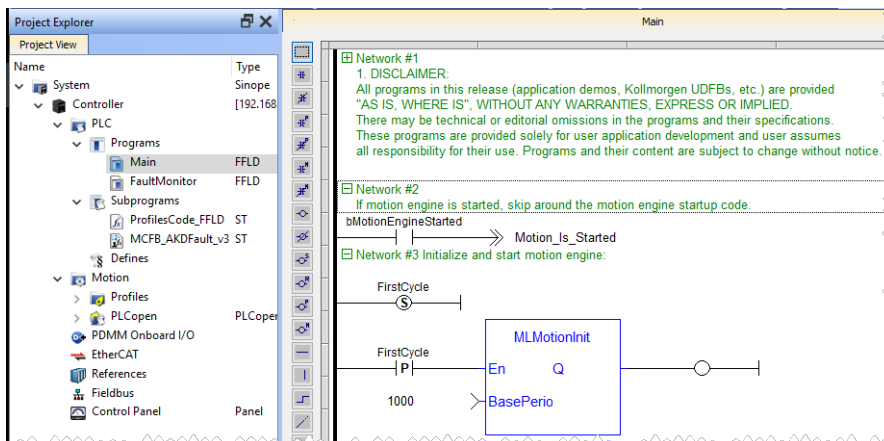 Project Explorer
Project View
Name Type
System Sinope
Controller [192.168
PLC
Programs
Main FFLD
FaultMonitor FFLD
Subprograms
ProfilesCode_FFLD ST
MCFB_AKDFault_v3 ST
Defines
Motion
Profiles
PLCopen PLCoper
PDMM Onboard I/O
EtherCAT
References
Fieldbus
Control Panel Panel
Main
Network #1
1. DISCLAIMER:
All programs in this release (application demos, Kollmorgen UDFBs, etc.) are provided
"AS IS, WHERE IS", WITHOUT ANY WARRANTIES, EXPRESS OR IMPLIED.
There may be technical or editorial omissions in the programs and their specifications.
These programs are provided solely for user application development and user assumes
all responsibility for their use. Programs and their content are subject to change without notice.
Network #2
If motion engine is started, skip around the motion engine startup code.
bMotionEngineStarted
Motion_Is_Started
Network #3 Initialize and start motion engine:
FirstCycle
S
MLMotionInit
FirstCycle
P En Q
1000 BasePerio